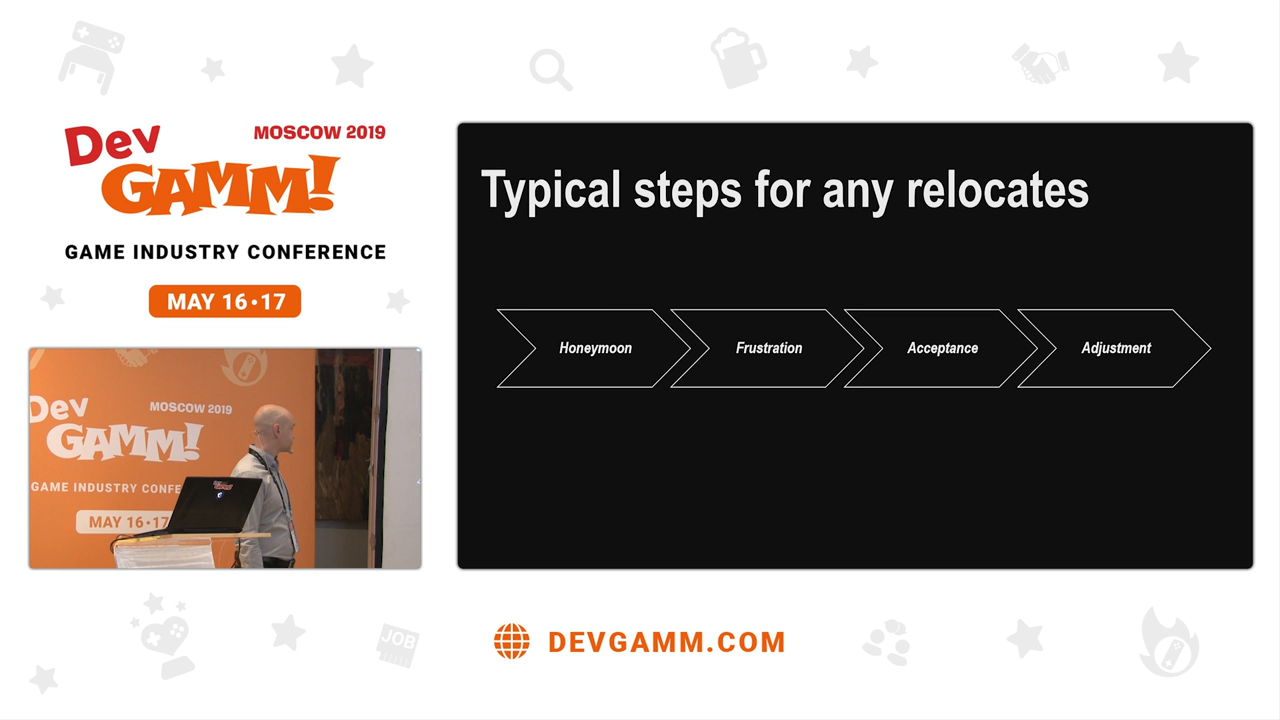 Dev
MOSCOW 2019
GAMM!
GAME INDUSTRY CONFERENCE
MAY 16•17
Typical steps for any relocates
Honeymoon
Frustration
Acceptance
Adjustment
Dev
MOSCOW 2019
GAMM!
GAME INDUSTRY CONFE
MAY 16•17
JOB
DEVGAMM.COM